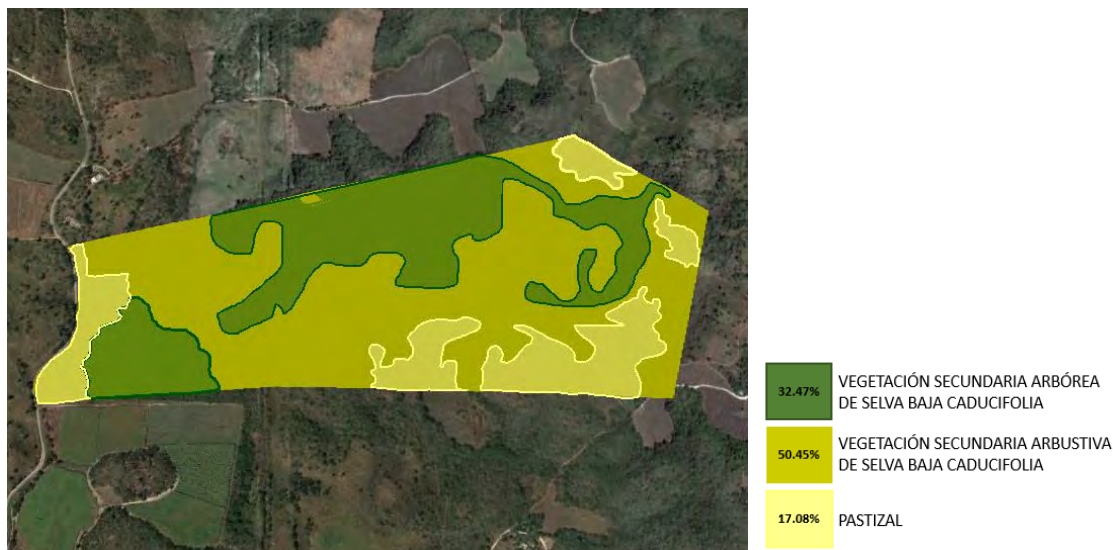 32.47%
VEGETACIÓN SECUNDARIA ARBÓREA
DE SELVA BAJA CADUCIFOLIA
50.45%
VEGETACIÓN SECUNDARIA ARBUSTIVA
DE SELVA BAJA CADUCIFOLIA
17.08%
PASTIZAL